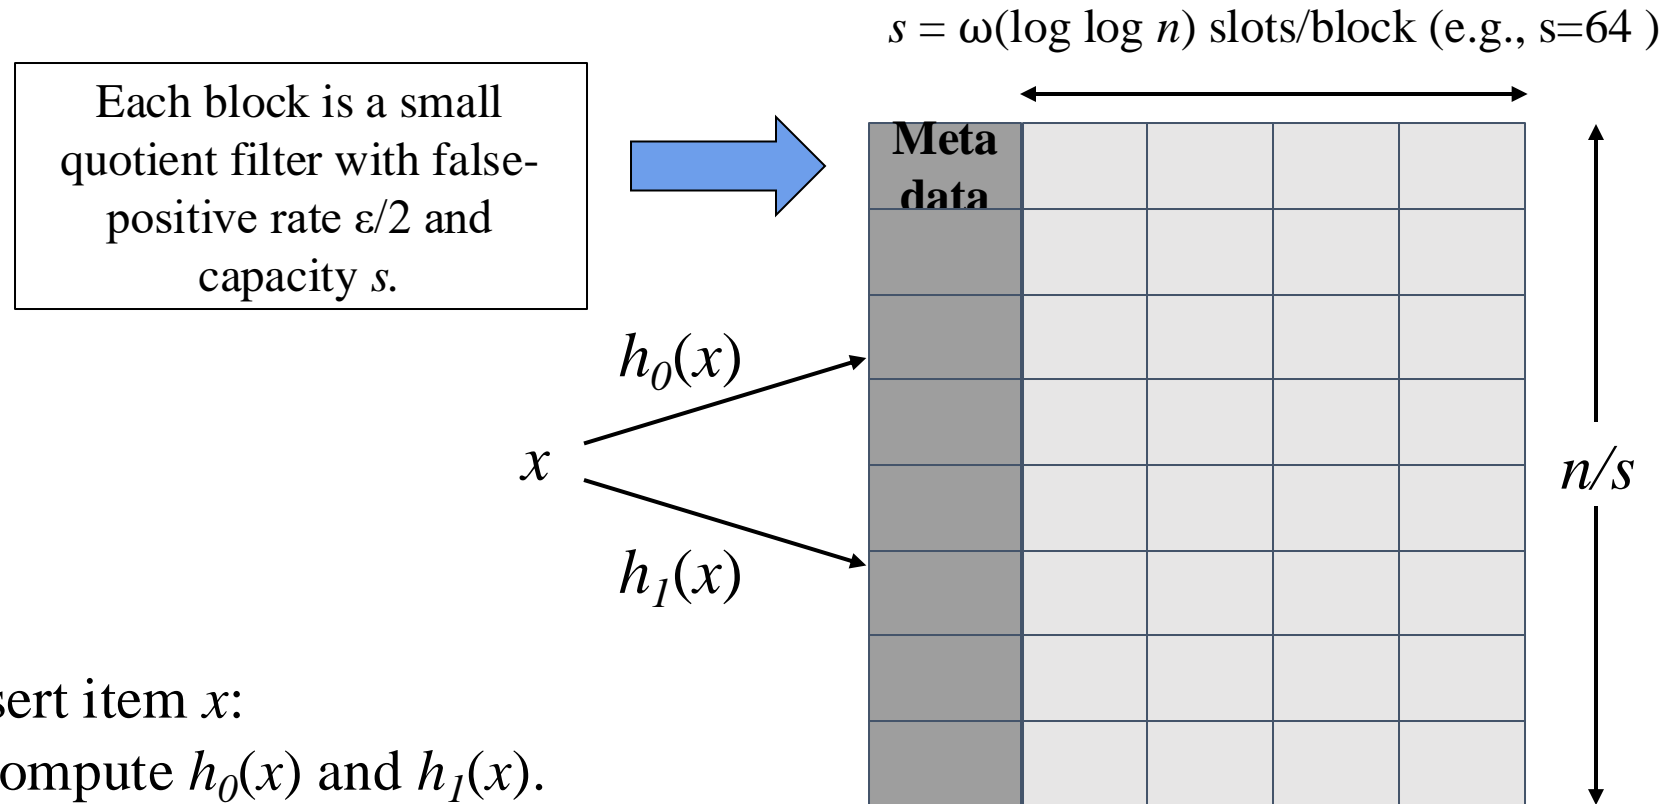 s = ω(log log n) slots/block (e.g., s=64 )
Each block is a small
quotient filter with false-
positive rate ε/2 and
capacity s.
Meta
data
h₀(x)
x
n/s
h₁(x)
sert item x:
ompute h₀(x) and h₁(x).